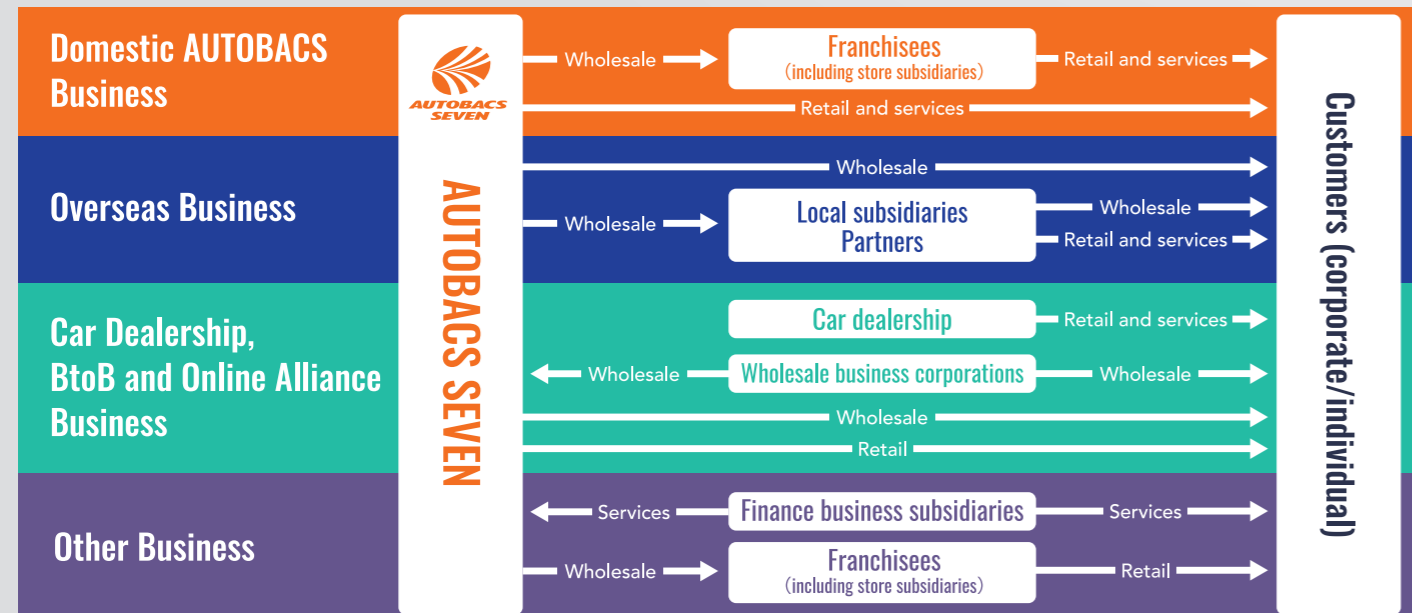 Domestic AUTOBACS
Business
AUTOBACS
SEVEN
Wholesale
Franchisees
(including store subsidiaries)
Retail and services
Retail and services
Overseas Business
Wholesale
Wholesale
Local subsidiaries
Partners
Wholesale
Retail and services
Car Dealership,
BtoB and Online Alliance
Business
Car dealership
Retail and services
Wholesale
Wholesale business corporations
Wholesale
Wholesale
Retail
Other Business
Services
Finance business subsidiaries
Services
Wholesale
Franchisees
(including store subsidiaries)
Retail
AUTOBACS SEVEN
Customers (corporate/individual)